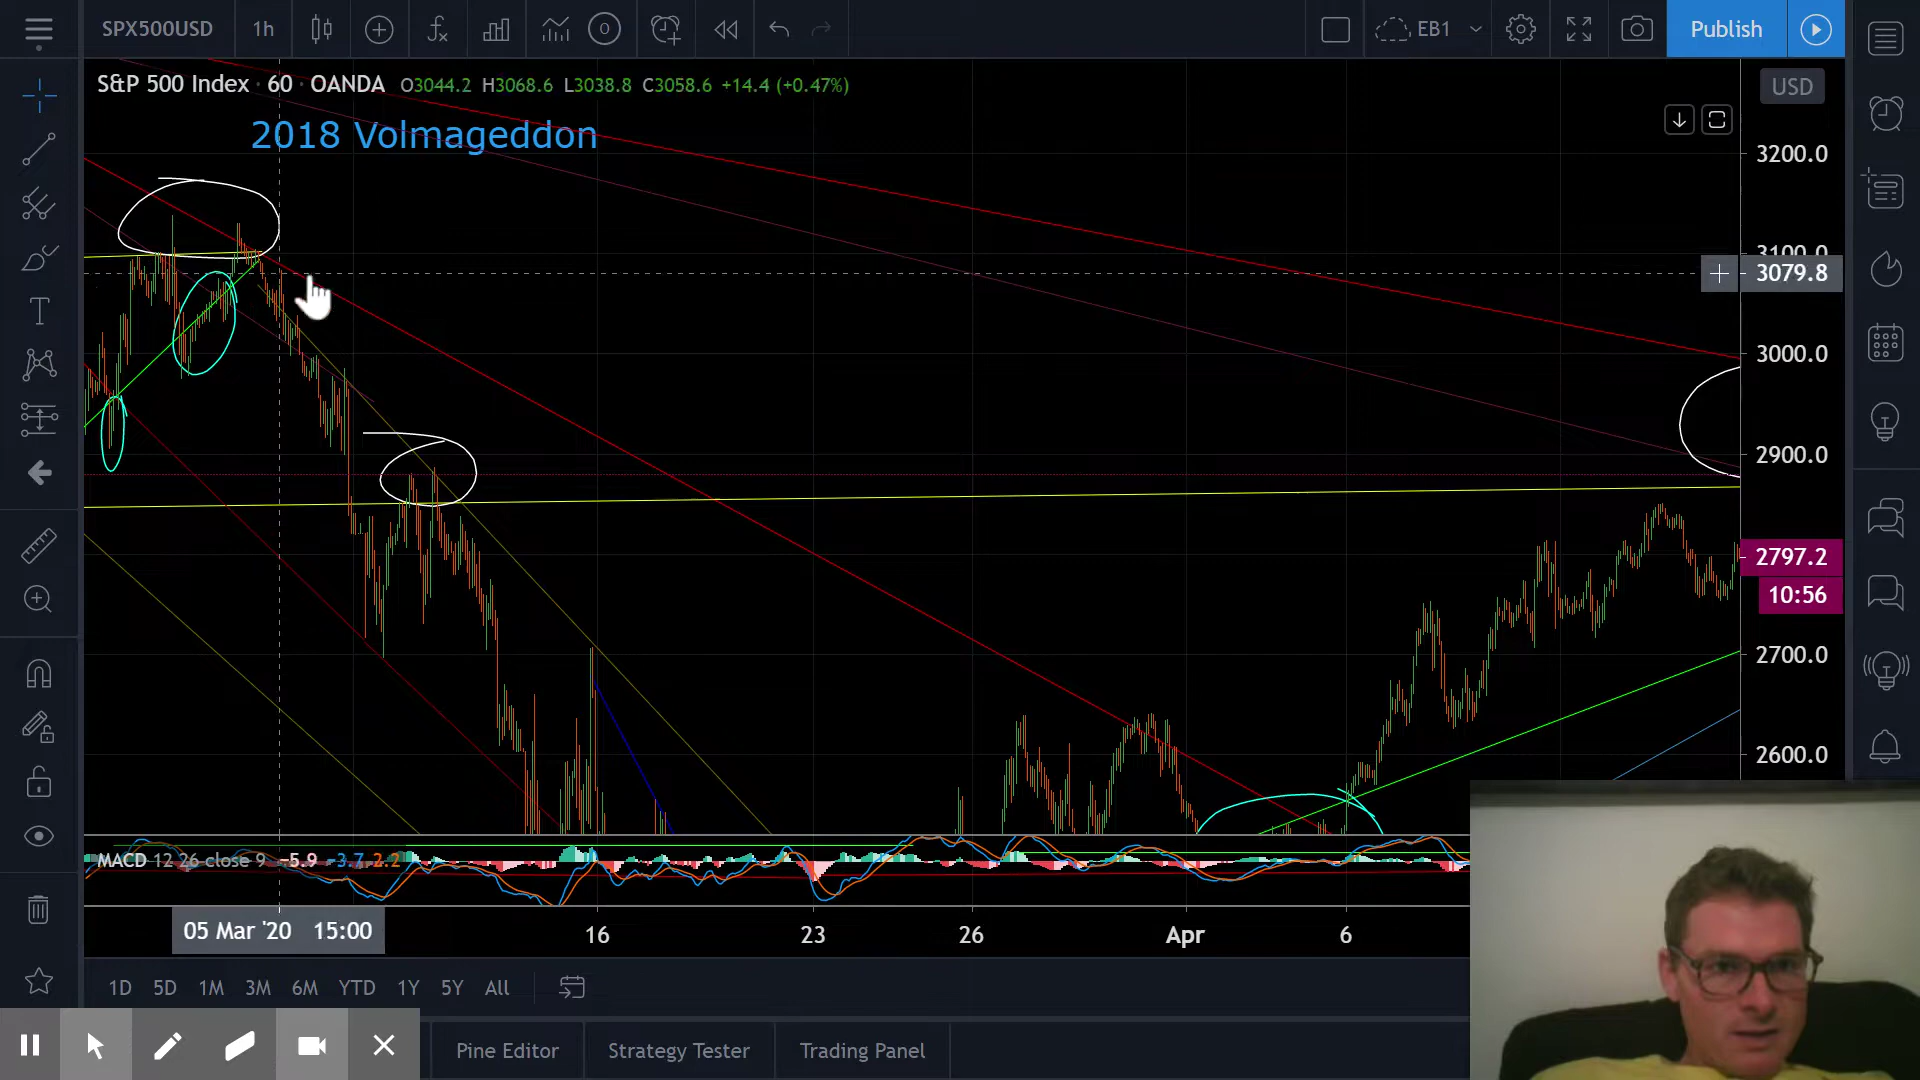 SPX500USD 1h EB1 Publish
S&P 500 Index · 60 · OANDA O3044.2 H3068.6 L3038.8 C3058.6 +14.4 (+0.47%)
USD
2018 Volmageddon
3200.0
3100.0
3079.8
3000.0
2900.0
2797.2
10:56
2700.0
2600.0
MACD 12 26 close 9 −5.9 −3.7 −2.2
05 Mar '20 15:00 16 23 26 Apr 6
1D 5D 1M 3M 6M YTD 1Y 5Y All
Pine Editor Strategy Tester Trading Panel